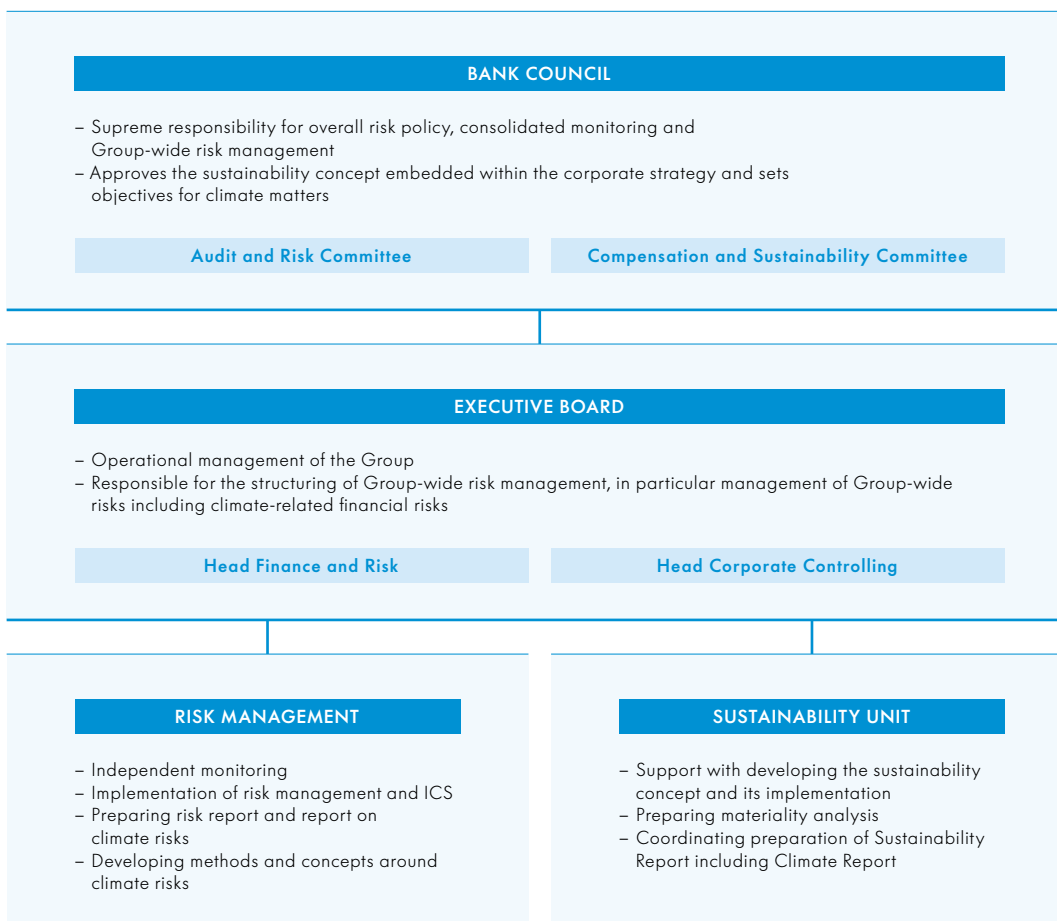 BANK COUNCIL
– Supreme responsibility for overall risk policy, consolidated monitoring and
Group-wide risk management
– Approves the sustainability concept embedded within the corporate strategy and sets
objectives for climate matters
Audit and Risk Committee
Compensation and Sustainability Committee
EXECUTIVE BOARD
– Operational management of the Group
– Responsible for the structuring of Group-wide risk management, in particular management of Group-wide
risks including climate-related financial risks
Head Finance and Risk
Head Corporate Controlling
RISK MANAGEMENT
– Independent monitoring
– Implementation of risk management and ICS
– Preparing risk report and report on
climate risks
– Developing methods and concepts around
climate risks
SUSTAINABILITY UNIT
– Support with developing the sustainability
concept and its implementation
– Preparing materiality analysis
– Coordinating preparation of Sustainability
Report including Climate Report